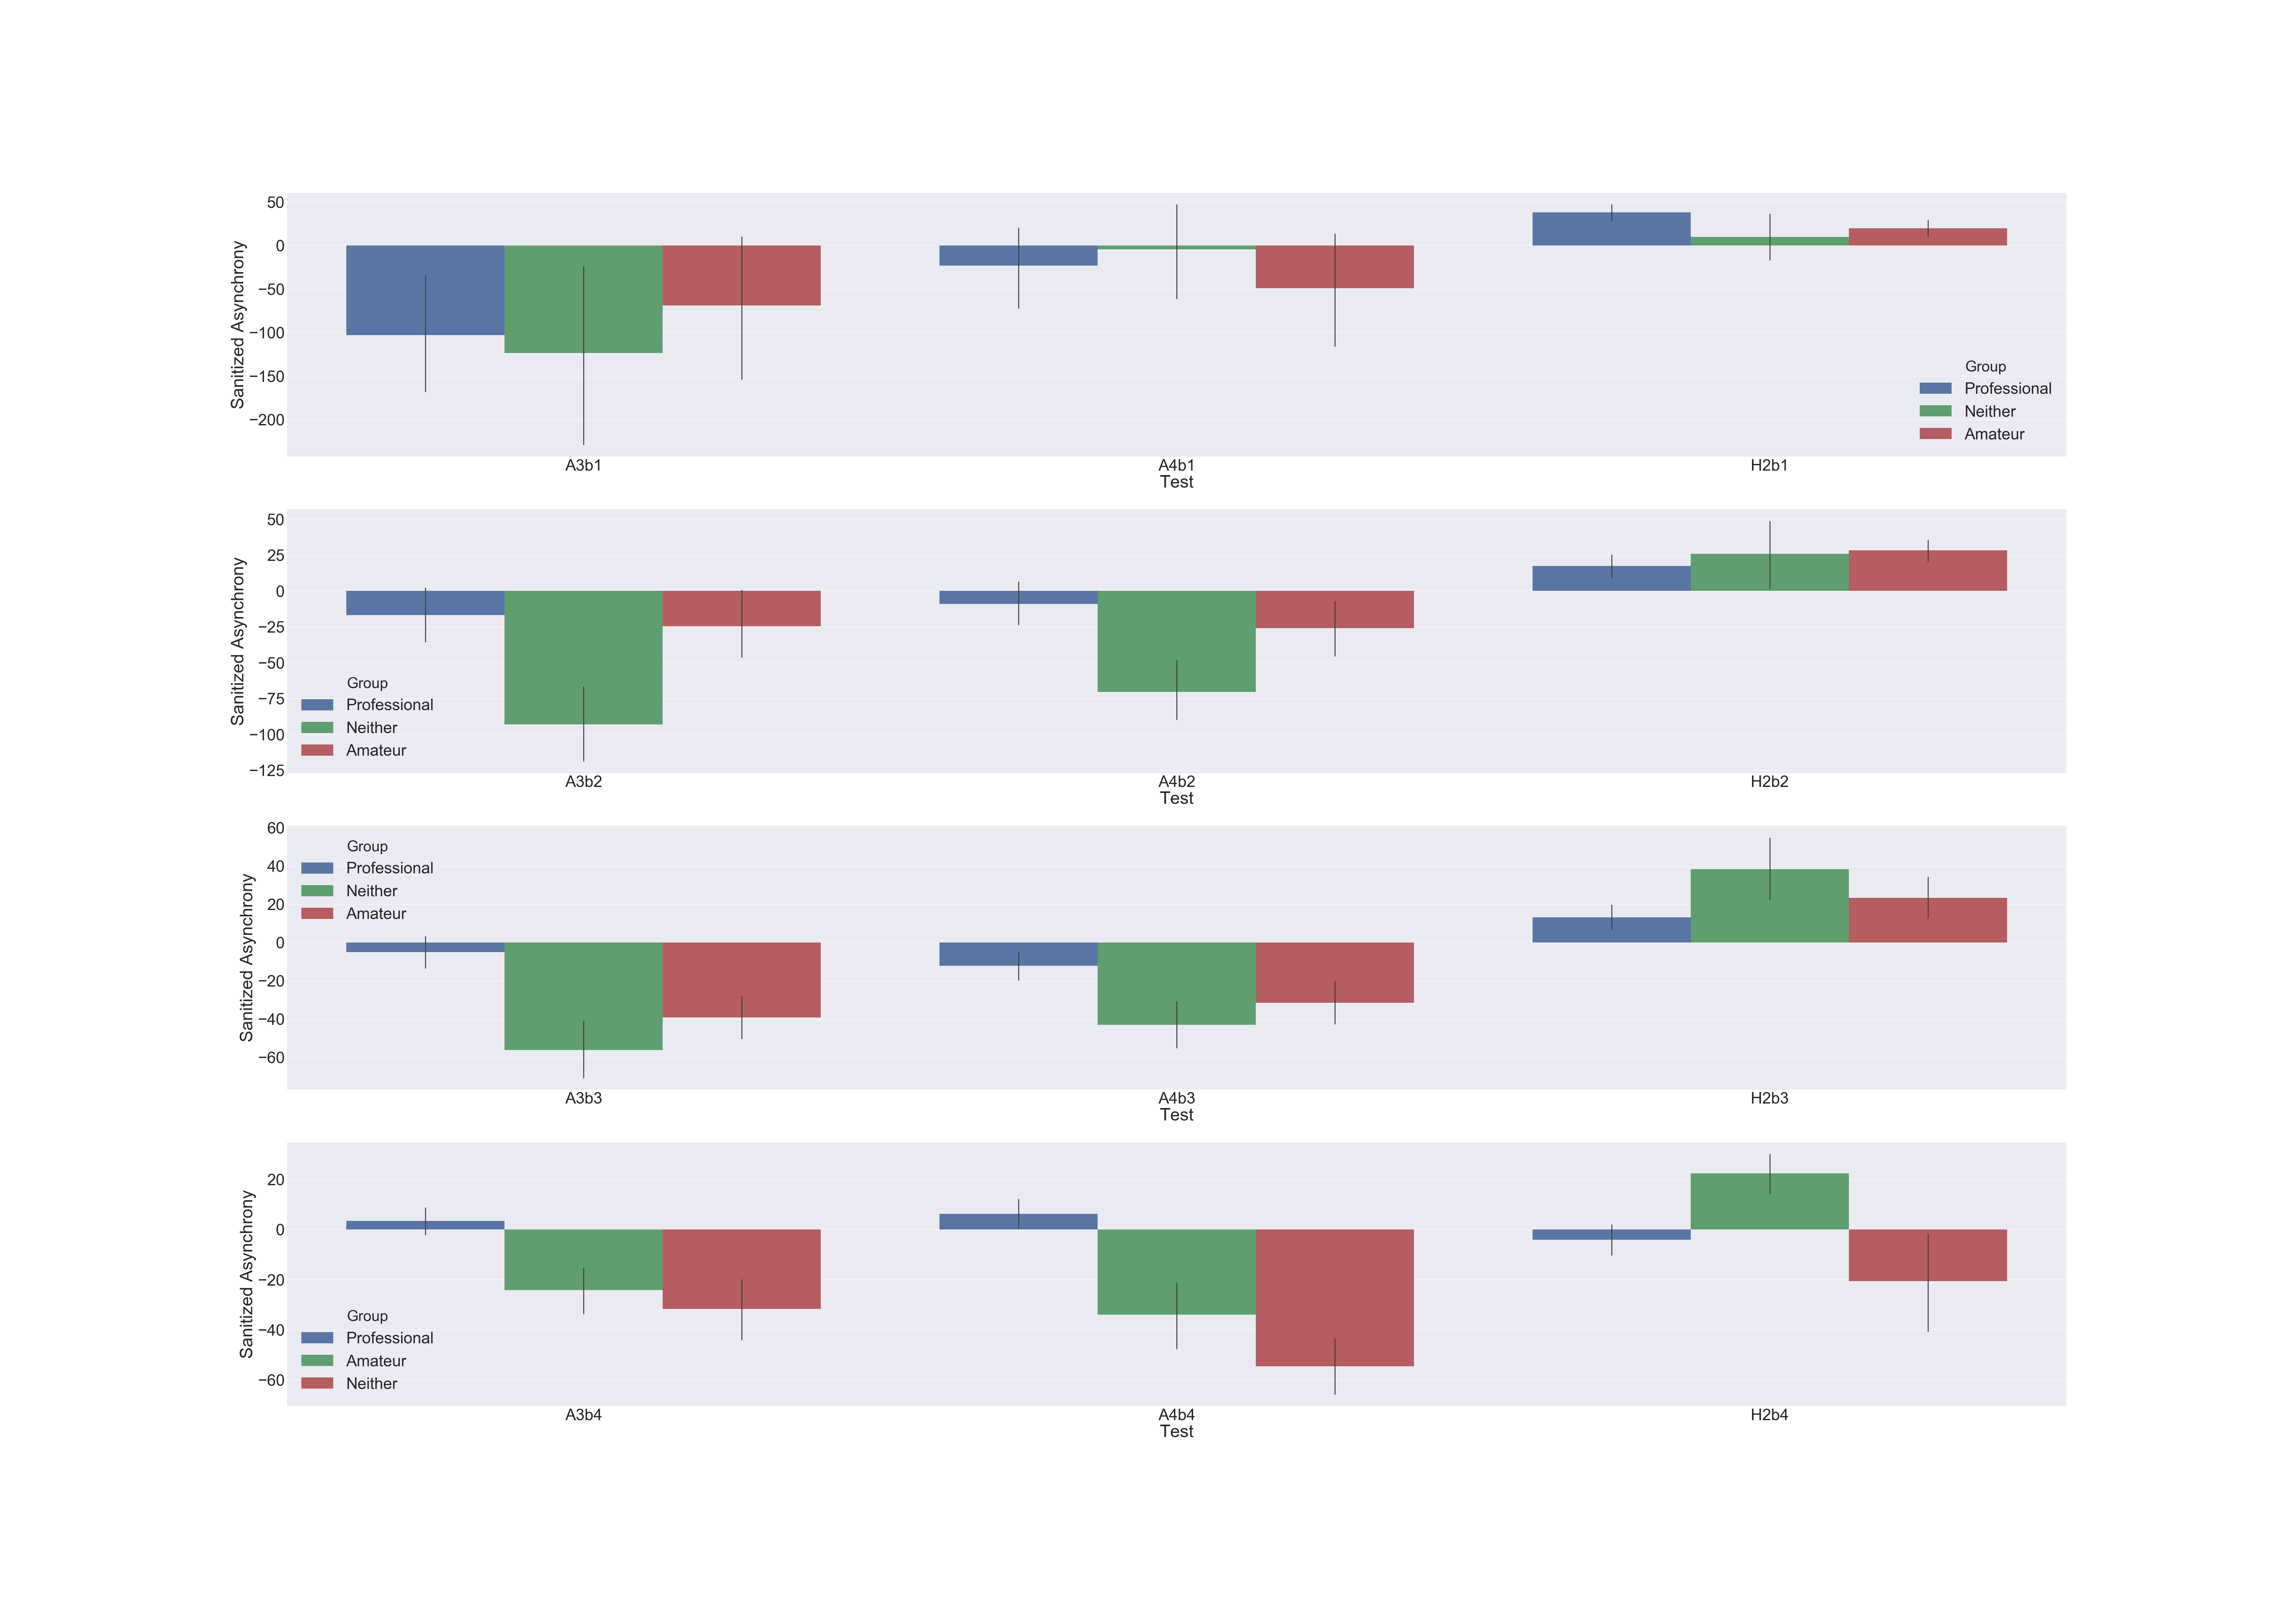 50
0
−50
−100
−150
−200
Sanitized Asynchrony
Group
Professional
Neither
Amateur
A3b1 A4b1 H2b1
Test
50
25
0
−25
−50
−75
−100
−125
Sanitized Asynchrony
Group
Professional
Neither
Amateur
A3b2 A4b2 H2b2
Test
60
40
20
0
−20
−40
−60
Sanitized Asynchrony
Group
Professional
Neither
Amateur
A3b3 A4b3 H2b3
Test
20
0
−20
−40
−60
Sanitized Asynchrony
Group
Professional
Amateur
Neither
A3b4 A4b4 H2b4
Test